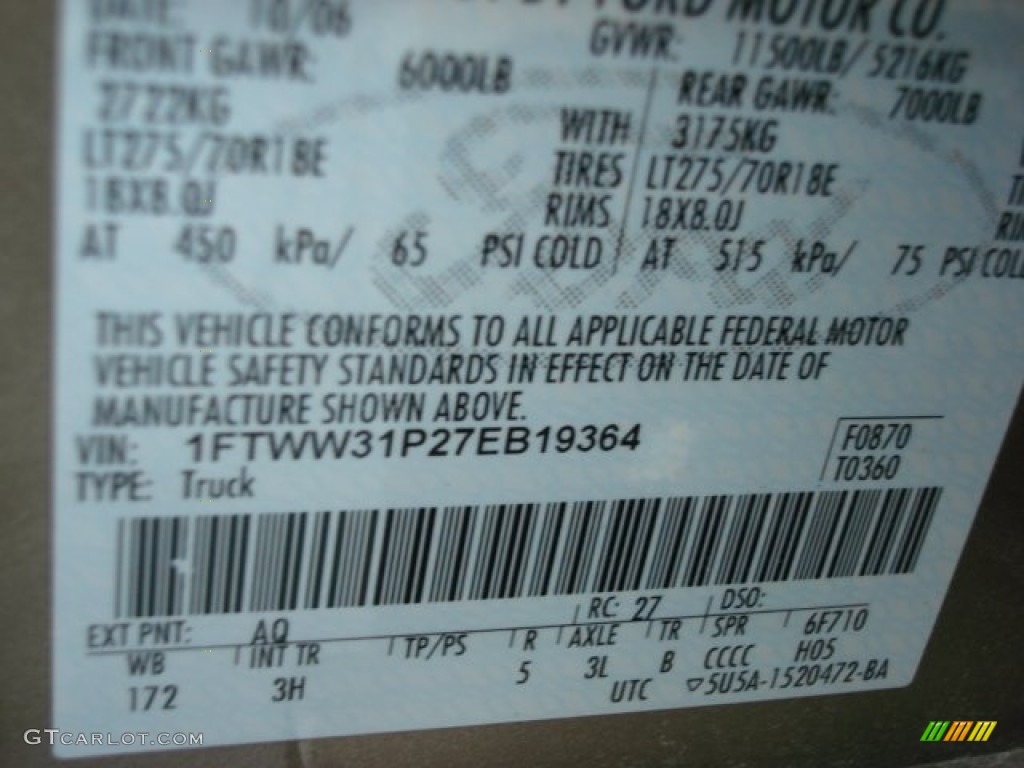 DATE: 10/06 FORD MOTOR CO.
FRONT GAWR: 6000LB GVWR: 11500LB/ 5216KG
2722KG REAR GAWR: 7000LB
WITH 3175KG
LT275/70R18E TIRES LT275/70R18E
18X8.0J RIMS 18X8.0J
AT 450 kPa/ 65 PSI COLD AT 515 kPa/ 75 PSI COLD
THIS VEHICLE CONFORMS TO ALL APPLICABLE FEDERAL MOTOR
VEHICLE SAFETY STANDARDS IN EFFECT ON THE DATE OF
MANUFACTURE SHOWN ABOVE.
VIN: 1FTWW31P27EB19364 F0870
TYPE: Truck T0360
EXT PNT: AQ RC: 27 DSO:
WB INT TR TP/PS R AXLE TR SPR 6F710
172 3H 5 3L B CCCC H05
UTC ▽5U5A-1520472-BA
GTCARLOT.COM